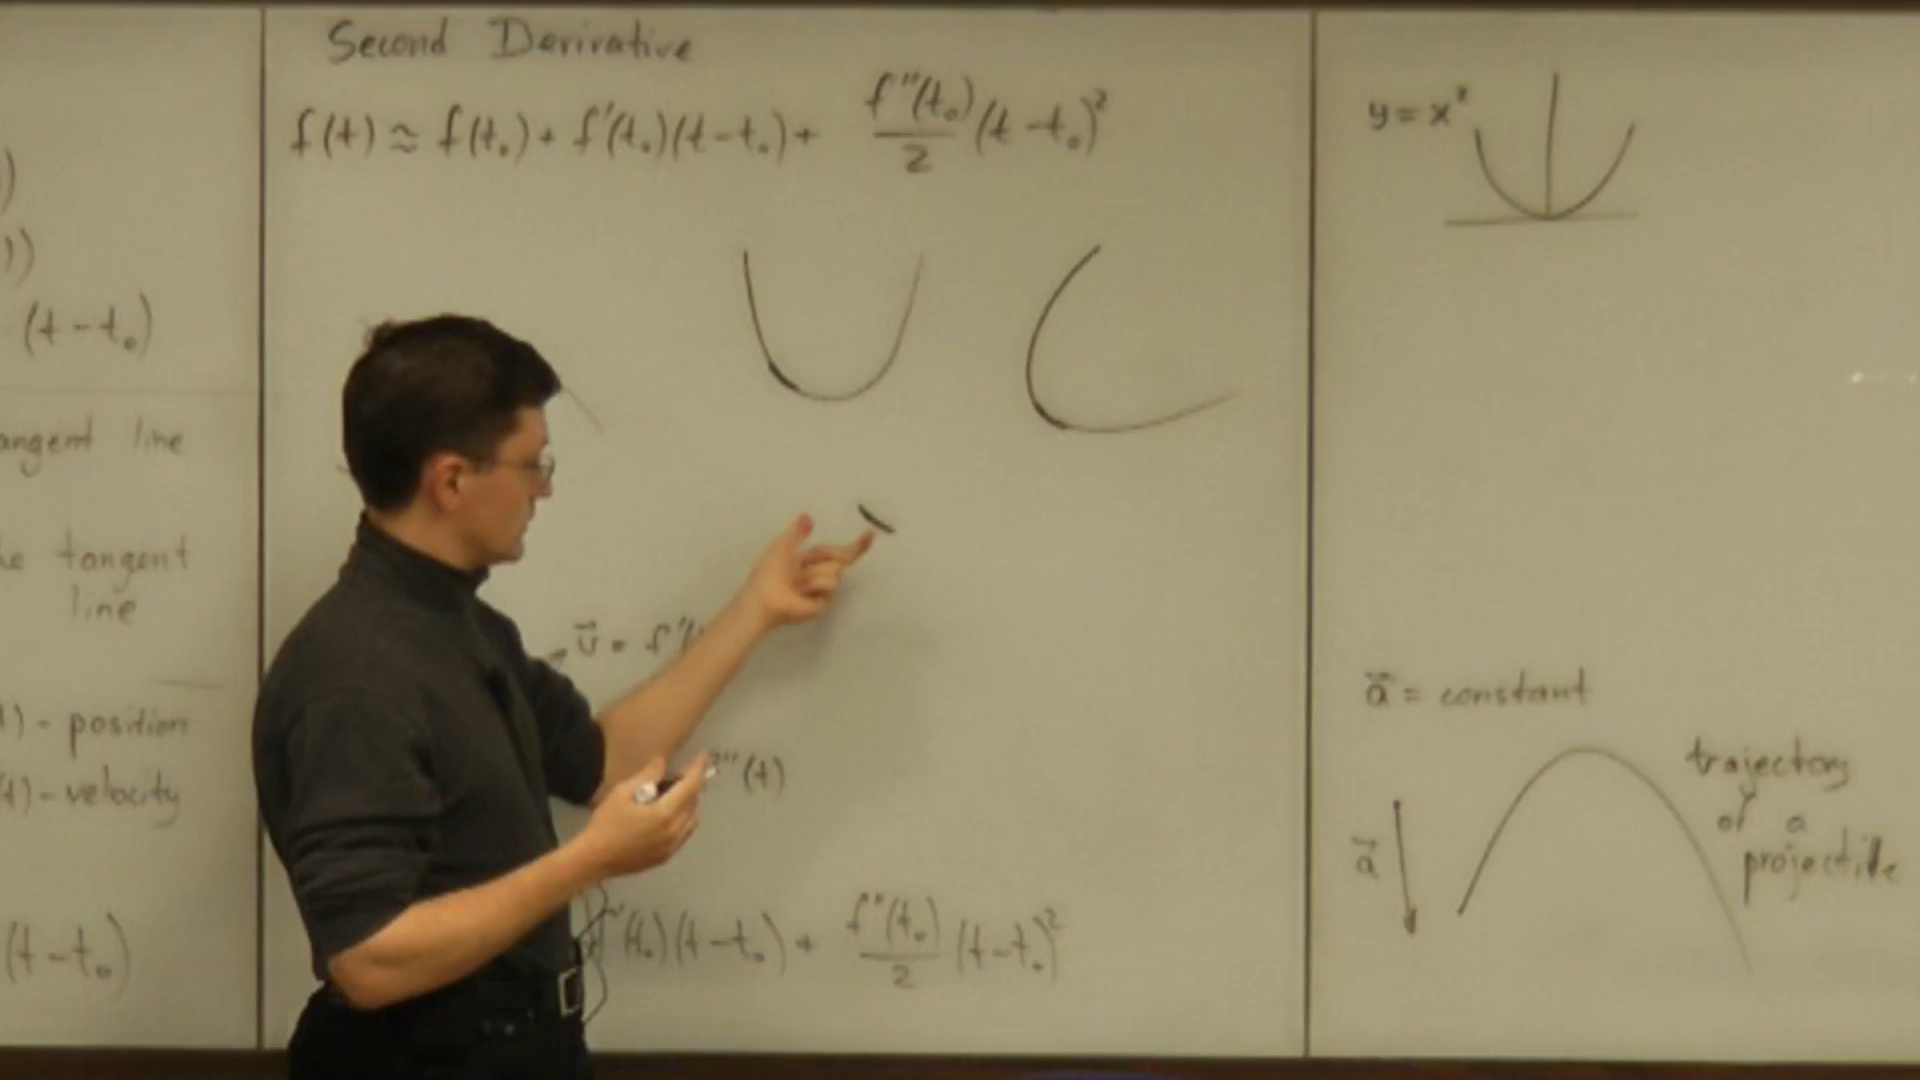 )
1)
(t-t₀)
angent line
tangent
line
)-position
t)-velocity
(t-t₀)
Second Derivative
f(t) ≈ f(t₀) + f'(t₀)(t-t₀) + f''(t₀)/2 (t-t₀)²
v⃗ = f'(
''(t)
'(t₀)(t-t₀) + f''(t₀)/2 (t-t₀)²
y = x²
a⃗ = constant
a⃗
trajectory
of a
projectile